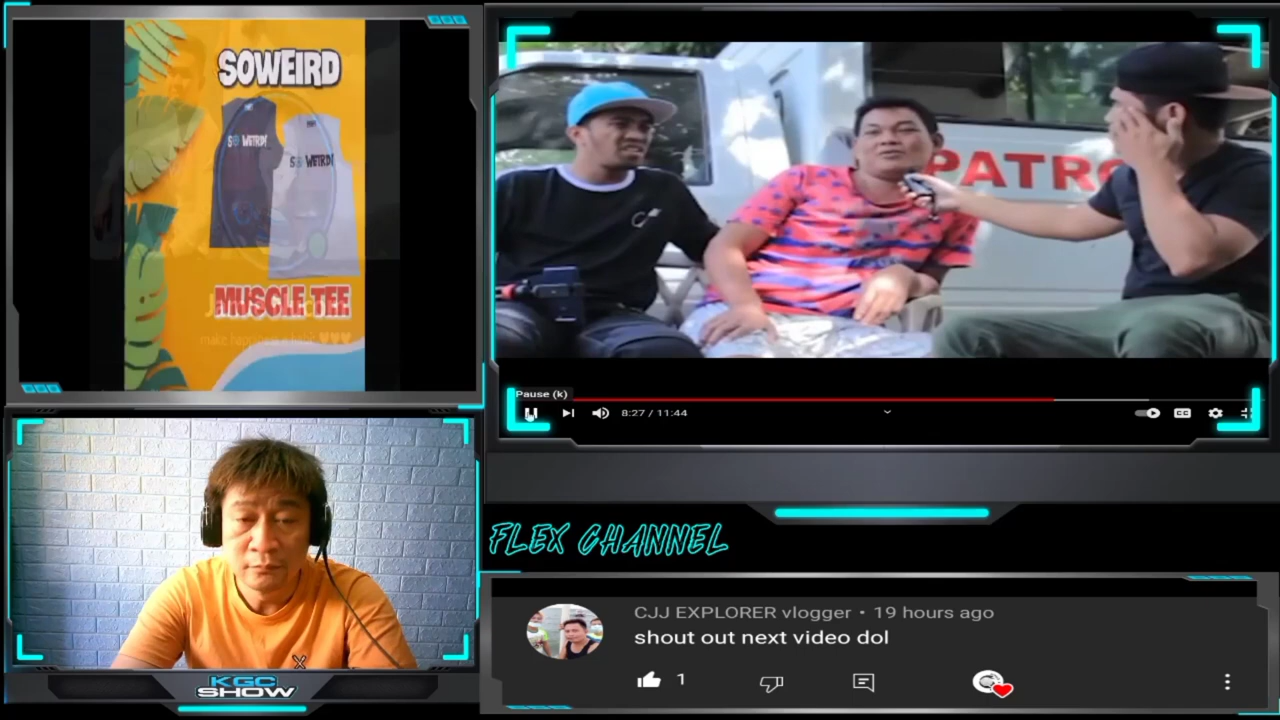 SOWEIRD
SO WEIRD!
SO WEIRD!
MUSCLE TEE
PATRO
Pause (k)
8:27 / 11:44
CC
FLEX CHANNEL
CJJ EXPLORER vlogger • 19 hours ago
shout out next video dol
1
KGC
SHOW